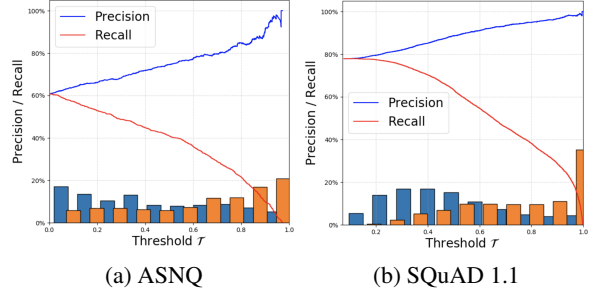 100%
80%
60%
40%
20%
0%
Precision / Recall
Precision
Recall
0.0 0.2 0.4 0.6 0.8 1.0
Threshold 𝒯
(a) ASNQ
100%
80%
60%
40%
20%
0%
Precision / Recall
Precision
Recall
0.2 0.4 0.6 0.8 1.0
Threshold 𝒯
(b) SQuAD 1.1